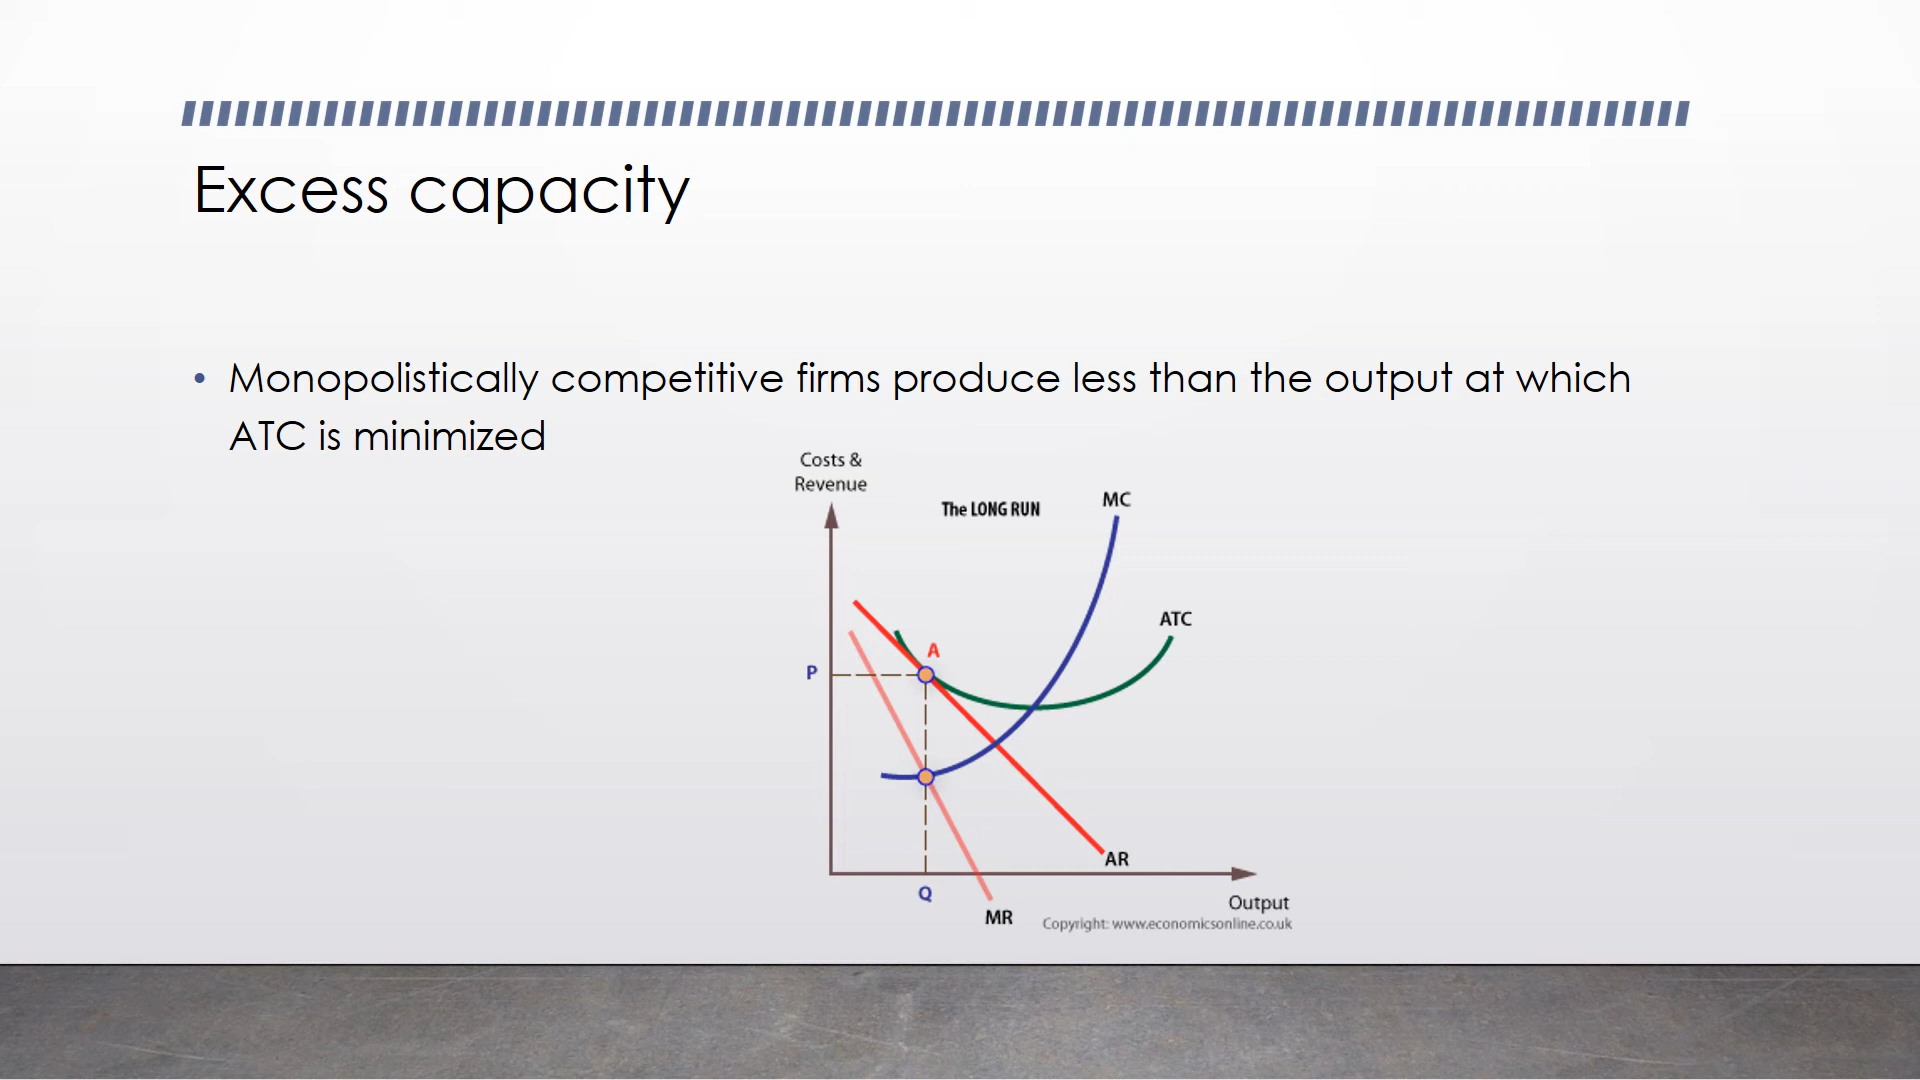 Excess capacity
• Monopolistically competitive firms produce less than the output at which
ATC is minimized
Costs &
Revenue
The LONG RUN
MC
ATC
A
P
AR
Q
Output
MR
Copyright: www.economicsonline.co.uk